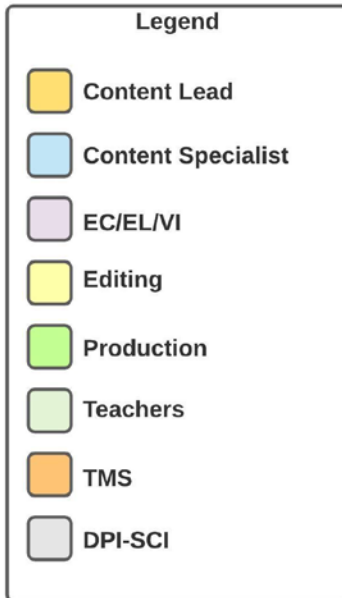 Legend
Content Lead
Content Specialist
EC/EL/VI
Editing
Production
Teachers
TMS
DPI-SCI